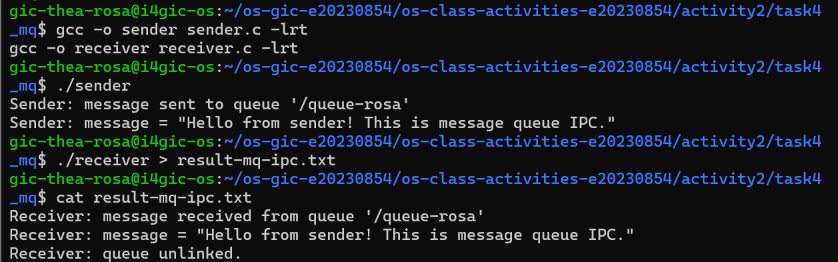 gic-thea-rosa@i4gic-os:~/os-gic-e20230854/os-class-activities-e20230854/activity2/task4
_mq$ gcc -o sender sender.c -lrt
gcc -o receiver receiver.c -lrt
gic-thea-rosa@i4gic-os:~/os-gic-e20230854/os-class-activities-e20230854/activity2/task4
_mq$ ./sender
Sender: message sent to queue '/queue-rosa'
Sender: message = "Hello from sender! This is message queue IPC."
gic-thea-rosa@i4gic-os:~/os-gic-e20230854/os-class-activities-e20230854/activity2/task4
_mq$ ./receiver > result-mq-ipc.txt
gic-thea-rosa@i4gic-os:~/os-gic-e20230854/os-class-activities-e20230854/activity2/task4
_mq$ cat result-mq-ipc.txt
Receiver: message received from queue '/queue-rosa'
Receiver: message = "Hello from sender! This is message queue IPC."
Receiver: queue unlinked.